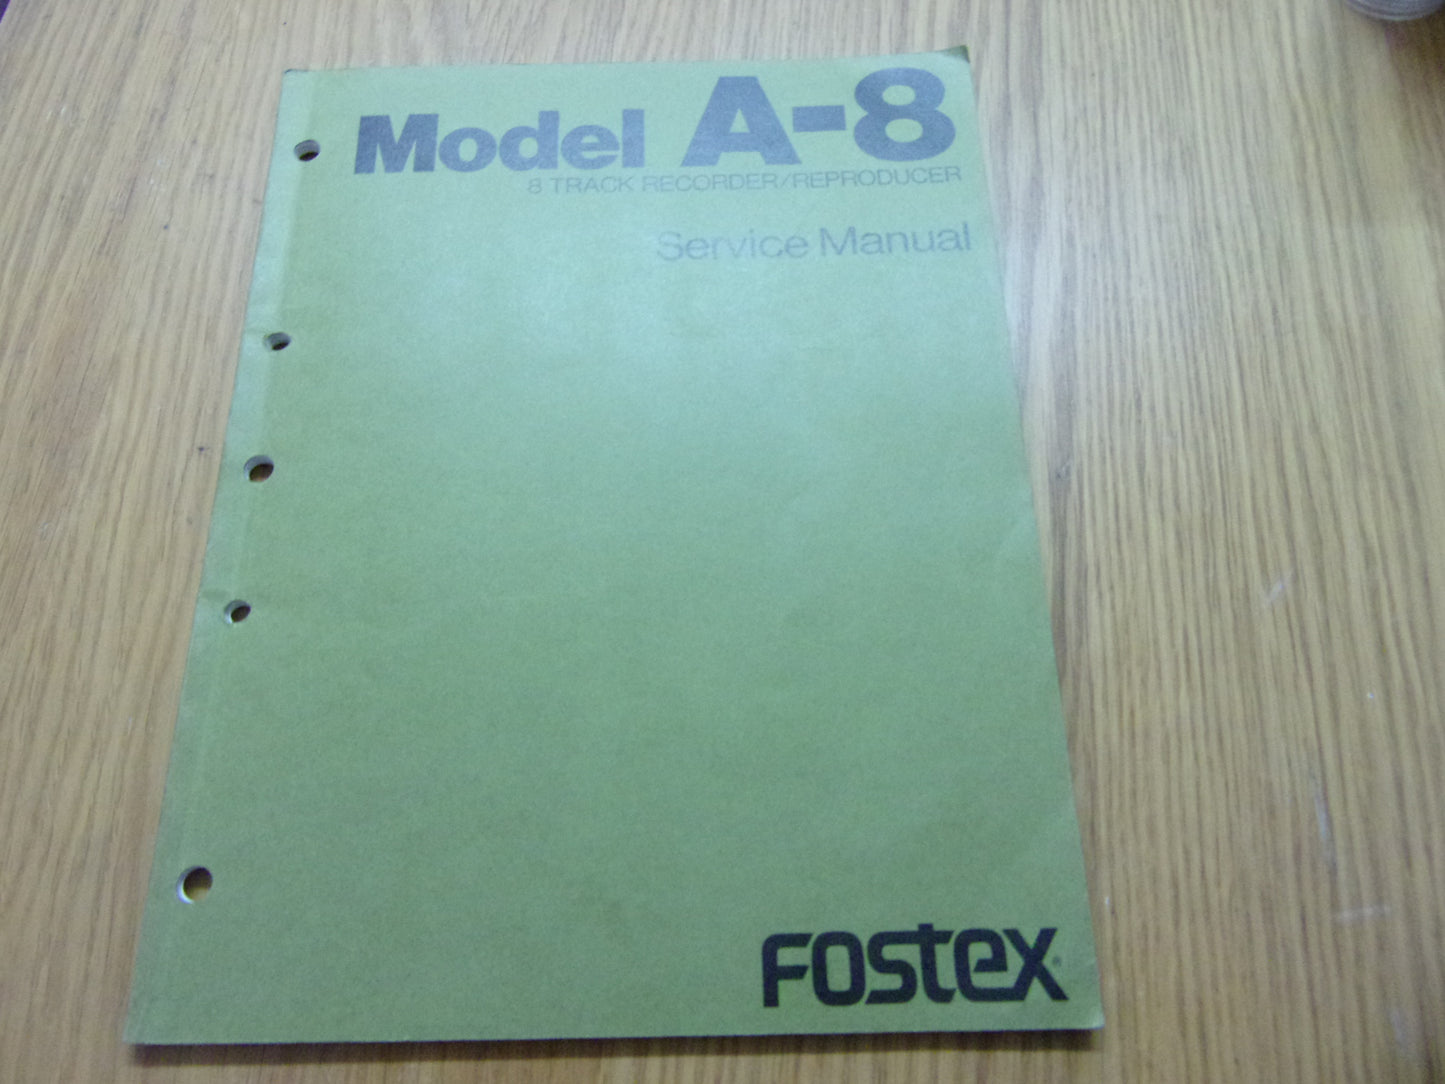 Model A-8
8 TRACK RECORDER/REPRODUCER
Service Manual
FOSTEX®